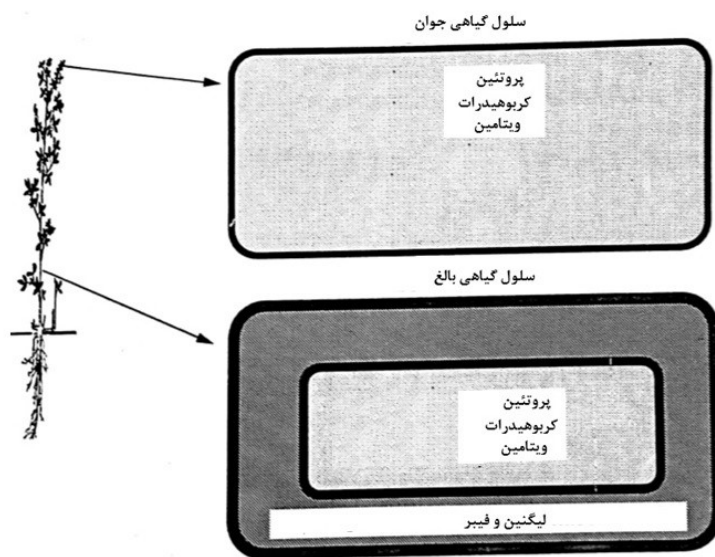 سلول گیاهی جوان
پروتئین
کربوهیدرات
ویتامین
سلول گیاهی بالغ
پروتئین
کربوهیدرات
ویتامین
لیگنین و فیبر